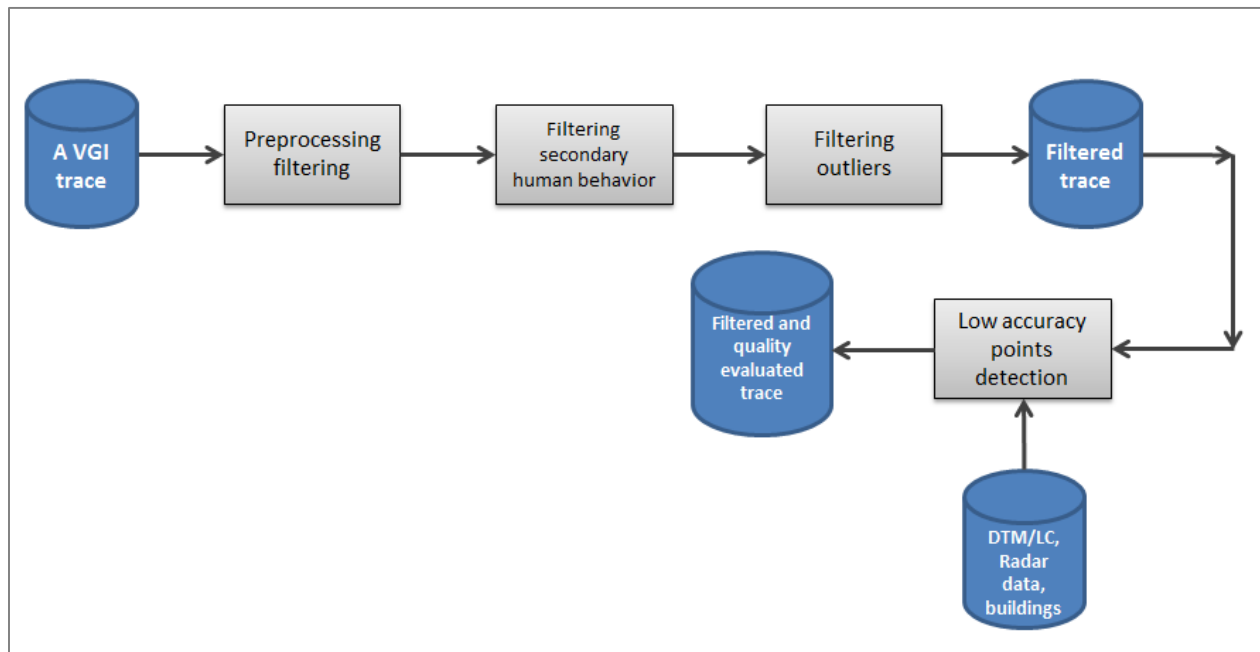 A VGI
trace
Preprocessing
filtering
Filtering
secondary
human behavior
Filtering
outliers
Filtered
trace
Filtered and
quality
evaluated
trace
Low accuracy
points
detection
DTM/LC,
Radar
data,
buildings